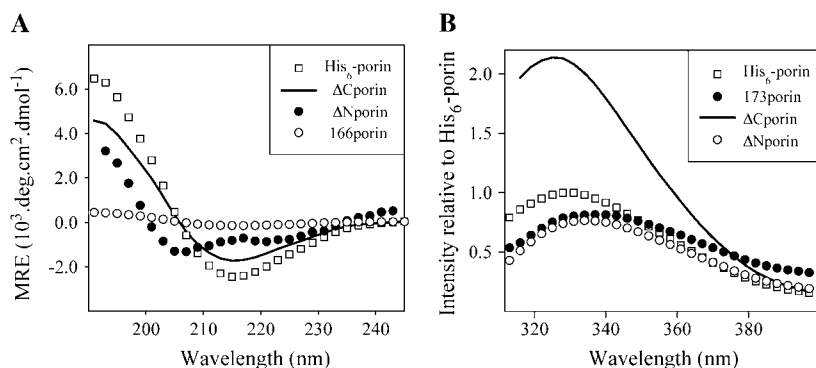 A
MRE (10³.deg.cm².dmol⁻¹)
6.0
4.0
2.0
0.0
-2.0
His₆-porin
ΔCporin
ΔNporin
166porin
200
210
220
230
240
Wavelength (nm)
B
Intensity relative to His₆-porin
2.0
1.5
1.0
0.5
His₆-porin
173porin
ΔCporin
ΔNporin
320
340
360
380
Wavelength (nm)